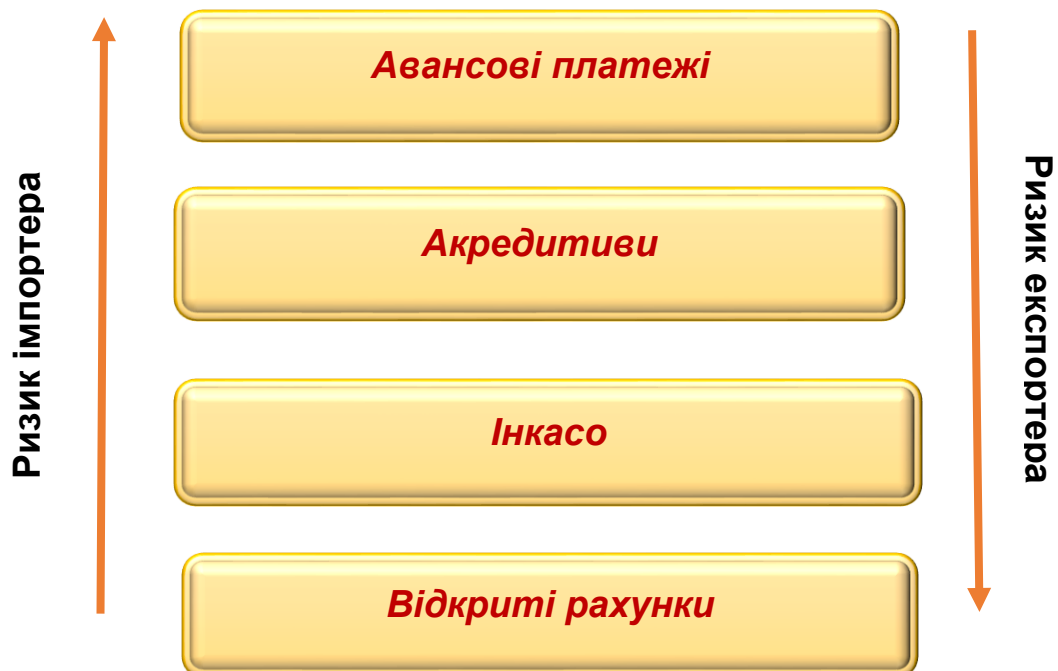 Авансові платежі
Акредитиви
Інкасо
Відкриті рахунки
Ризик імпортера
Ризик експортера